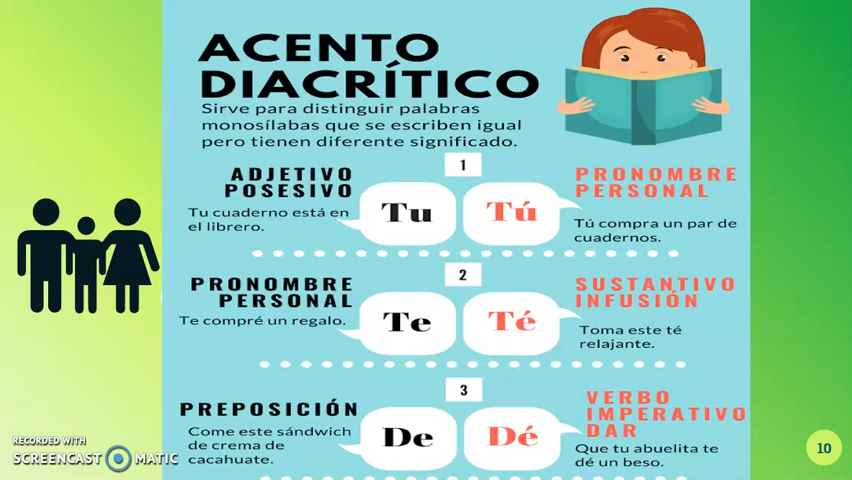 ACENTO
DIACRÍTICO
Sirve para distinguir palabras
monosílabas que se escriben igual
pero tienen diferente significado.
1
ADJETIVO
POSESIVO
Tu cuaderno está en
el librero.
Tu
Tú
PRONOMBRE
PERSONAL
Tú compra un par de
cuadernos.
2
PRONOMBRE
PERSONAL
Te compré un regalo.
Te
Té
SUSTANTIVO
INFUSIÓN
Toma este té
relajante.
3
PREPOSICIÓN
Come este sándwich
de crema de
cacahuate.
De
Dé
VERBO
IMPERATIVO
DAR
Que tu abuelita te
dé un beso.
RECORDED WITH
SCREENCAST MATIC
10